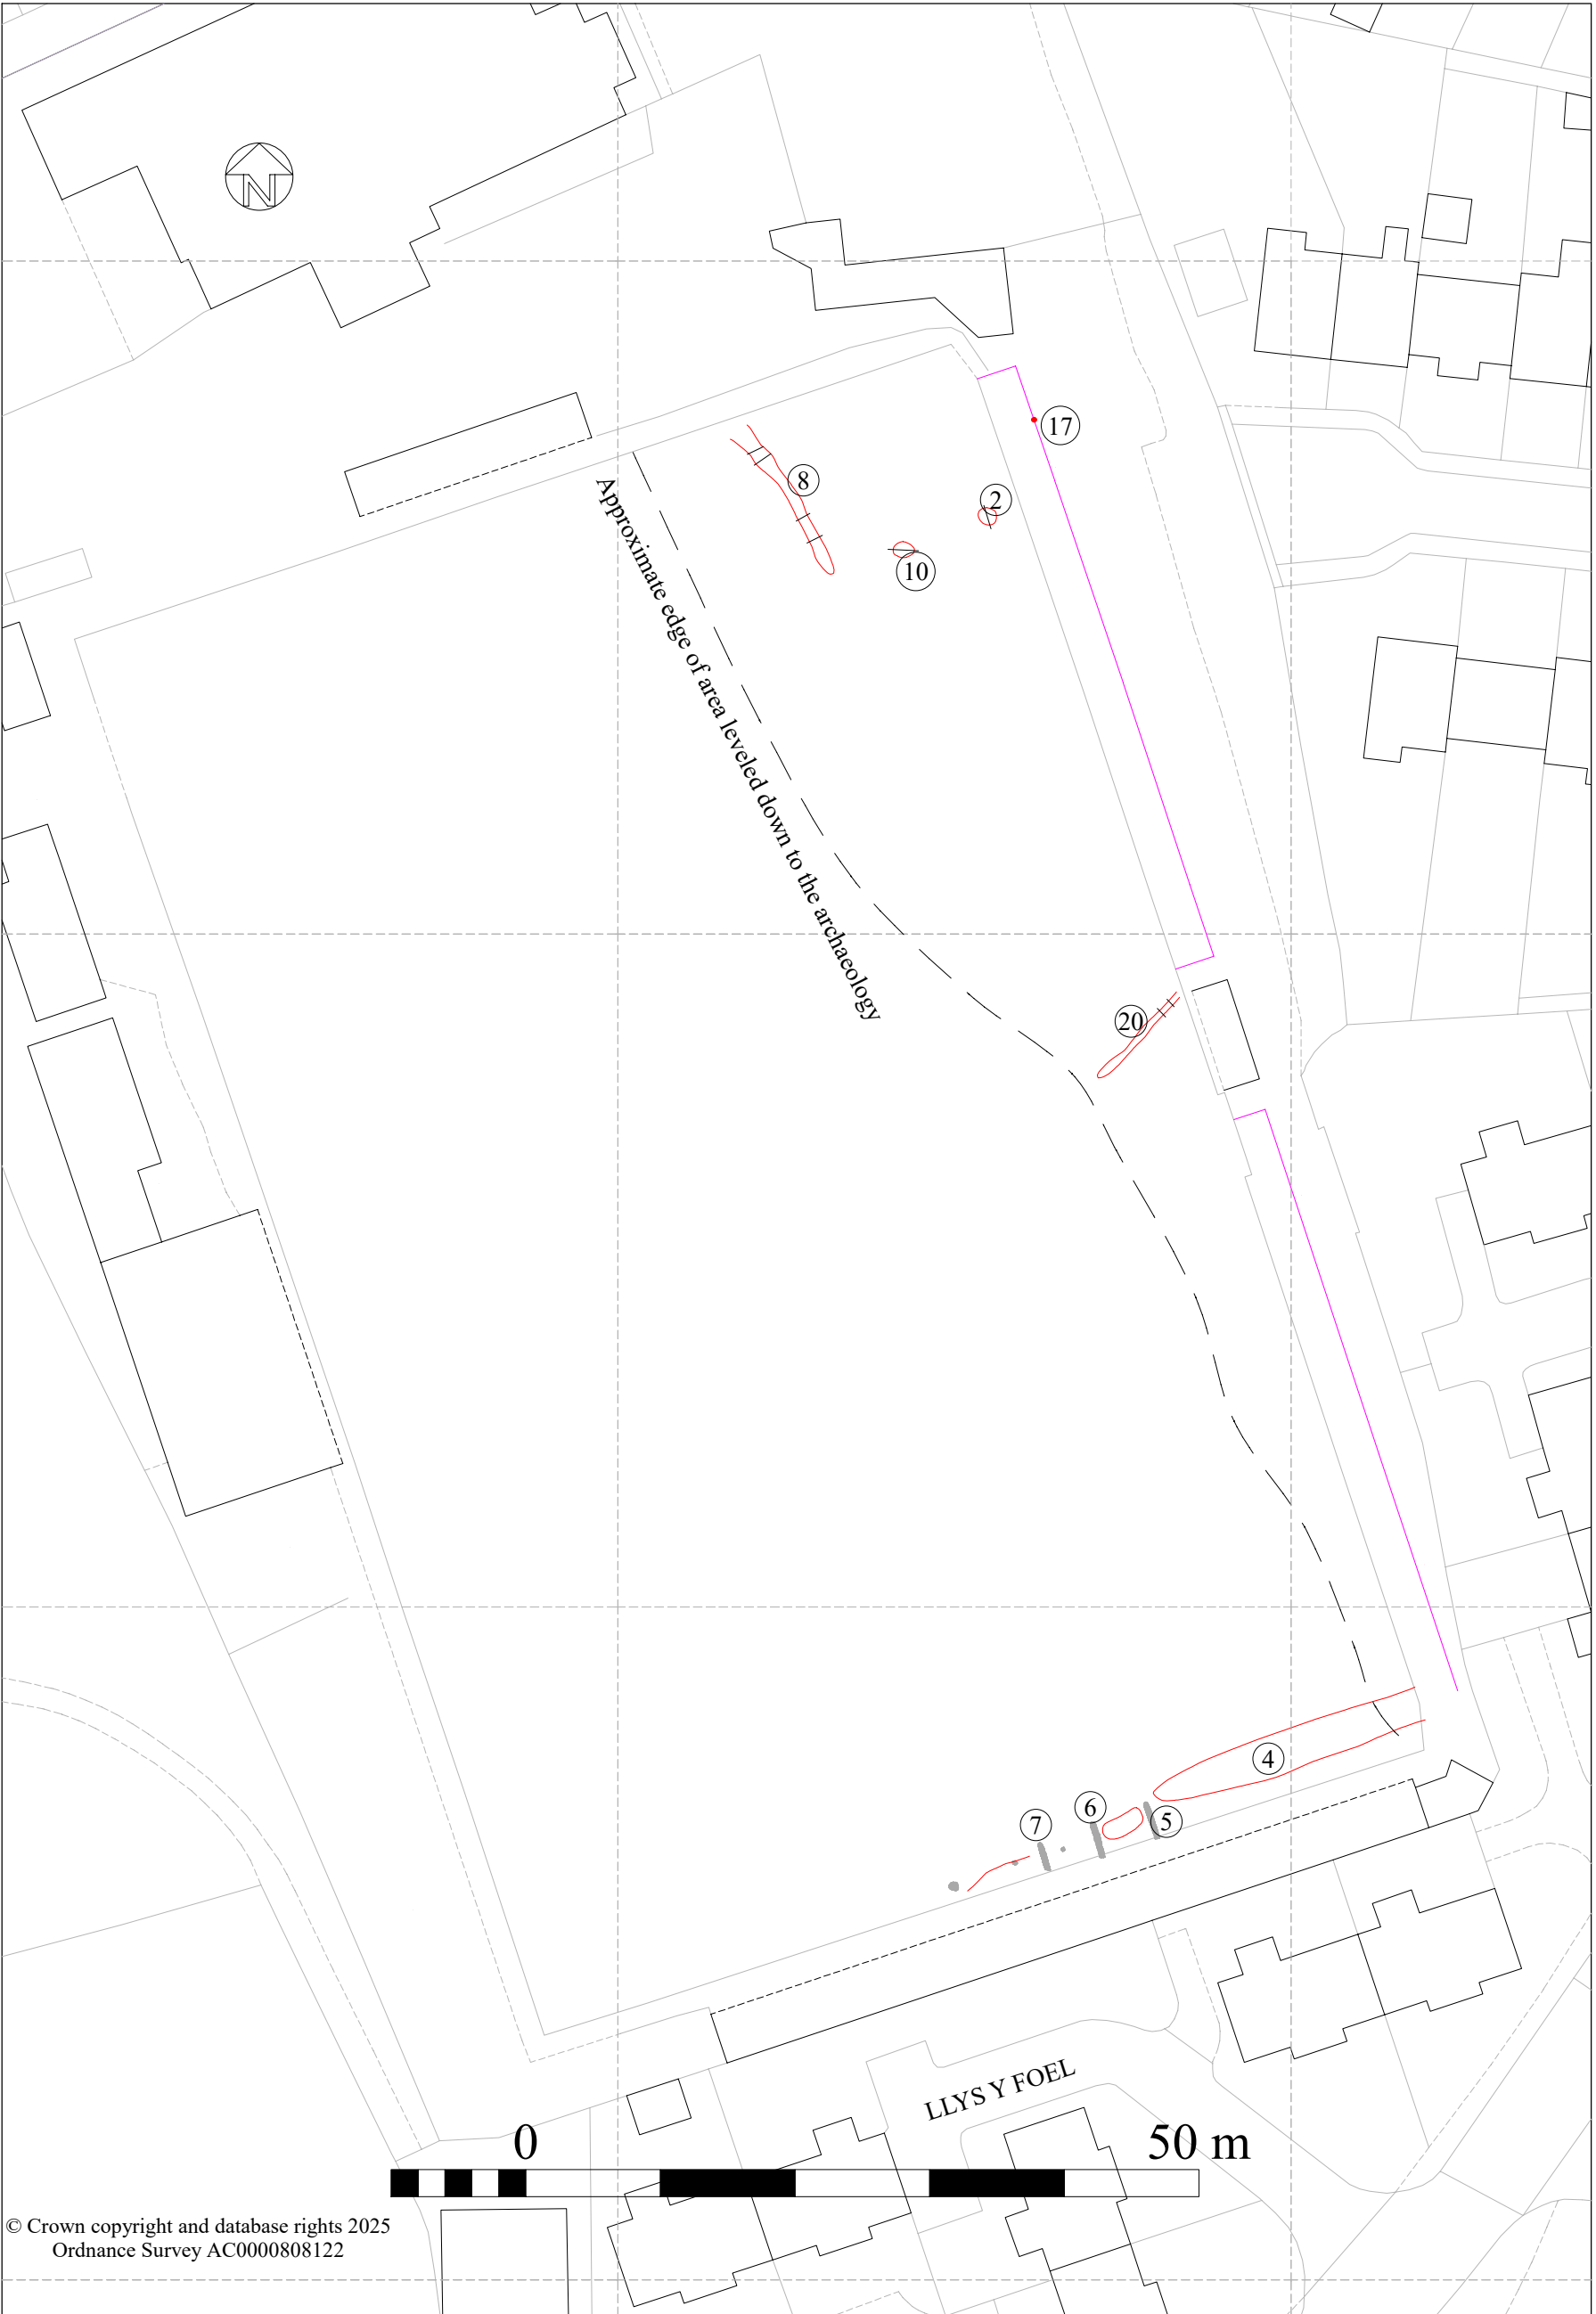 N
17
8
2
10
Approximate edge of area leveled down to the archaeology
20
4
6
5
7
LLYS Y FOEL
0
50 m
© Crown copyright and database rights 2025
Ordnance Survey AC0000808122